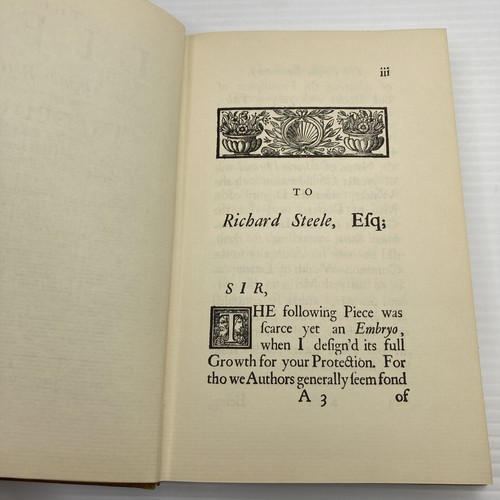 iii
TO
Richard Steele, Eſq;
SIR,
THE following Piece was
ſcarce yet an Embryo,
when I deſign'd its full
Growth for your Protection. For
tho we Authors generally ſeem fond
A 3 of